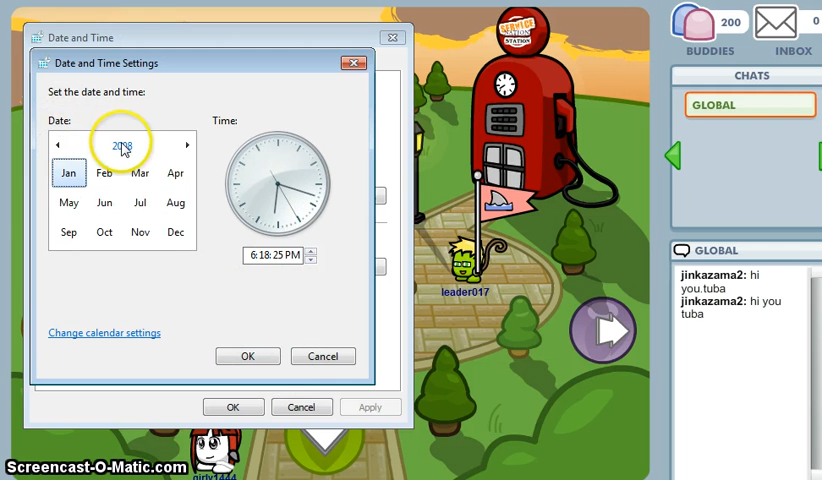 Date and Time
Date and Time Settings
Set the date and time:
Date:
Time:
2008
Jan Feb Mar Apr
May Jun Jul Aug
Sep Oct Nov Dec
6:18:25 PM
Change calendar settings
OK Cancel
OK Cancel Apply
SERVICE
NATION
STATION
leader017
girly1444
200
0
BUDDIES
INBOX
CHATS
GLOBAL
GLOBAL
jinkazama2: hi
you.tuba
jinkazama2: hi you
tuba
Screencast-O-Matic.com